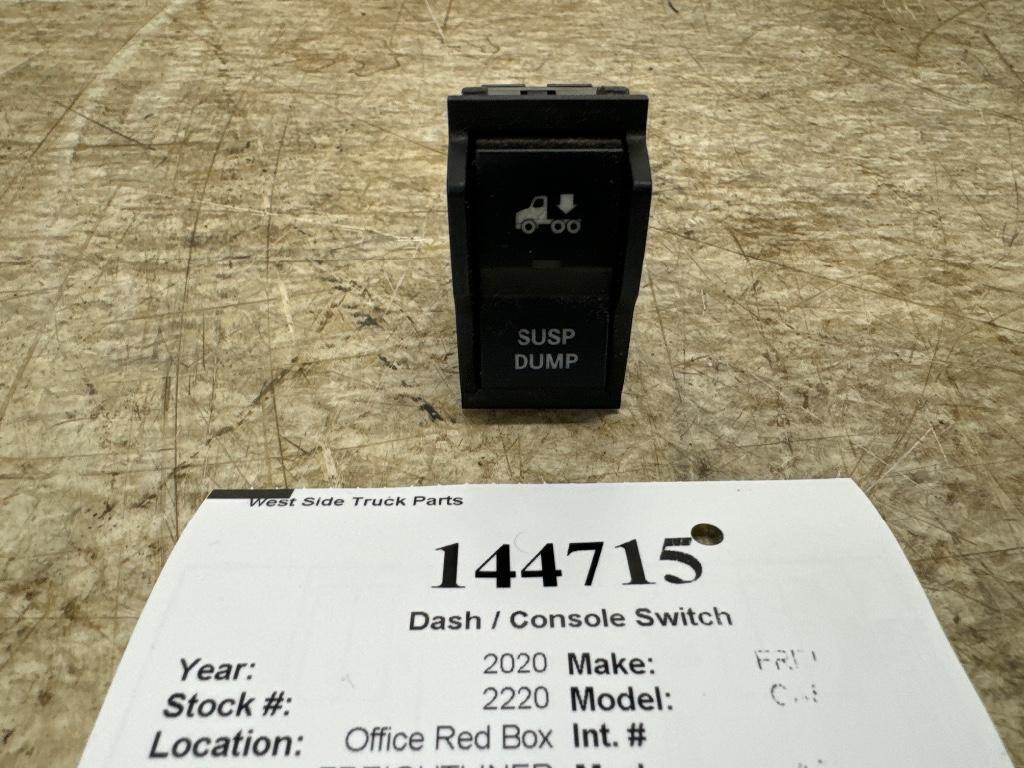 SUSP
DUMP
West Side Truck Parts
144715
Dash / Console Switch
Year: 2020 Make:
Stock #: 2220 Model:
Location: Office Red Box Int. #
FREIGHTLINER